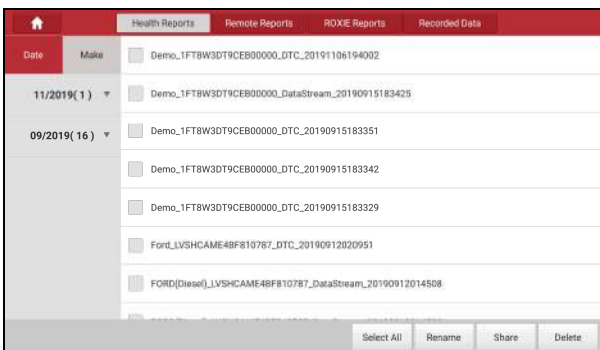 Health Reports
Remote Reports
ROXIE Reports
Recorded Data
Date
Make
11/2019( 1 )
09/2019( 16 )
Demo_1FT8W3DT9CEB00000_DTC_20191106194002
Demo_1FT8W3DT9CEB00000_DataStream_20190915183425
Demo_1FT8W3DT9CEB00000_DTC_20190915183351
Demo_1FT8W3DT9CEB00000_DTC_20190915183342
Demo_1FT8W3DT9CEB00000_DTC_20190915183329
Ford_LVSHCAME4BF810787_DTC_20190912020951
FORD(Diesel)_LVSHCAME4BF810787_DataStream_20190912014508
Select All
Rename
Share
Delete